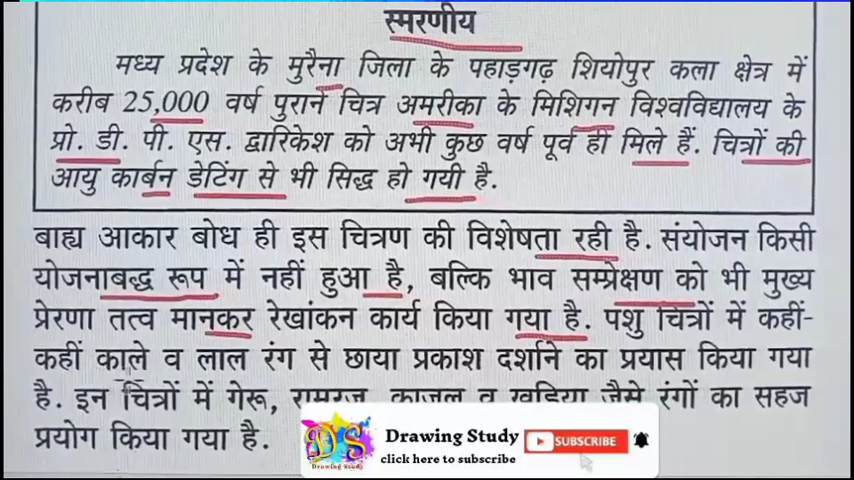 स्मरणीय
मध्य प्रदेश के मुरैना जिला के पहाड़गढ़ शियोपुर कला क्षेत्र में
करीब 25,000 वर्ष पुराने चित्र अमरीका के मिशिगन विश्वविद्यालय के
प्रो. डी. पी. एस. द्वारिकेश को अभी कुछ वर्ष पूर्व ही मिले हैं. चित्रों की
आयु कार्बन डेटिंग से भी सिद्ध हो गयी है.
बाह्य आकार बोध ही इस चित्रण की विशेषता रही है. संयोजन किसी
योजनाबद्ध रूप में नहीं हुआ है, बल्कि भाव सम्प्रेक्षण को भी मुख्य
प्रेरणा तत्व मानकर रेखांकन कार्य किया गया है. पशु चित्रों में कहीं-
कहीं काले व लाल रंग से छाया प्रकाश दर्शाने का प्रयास किया गया
है. इन चित्रों में गेरू, रामरज, काजल व खड़िया जैसे रंगों का सहज
प्रयोग किया गया है.
DS
Drawing Study
Drawing Study
click here to subscribe
SUBSCRIBE